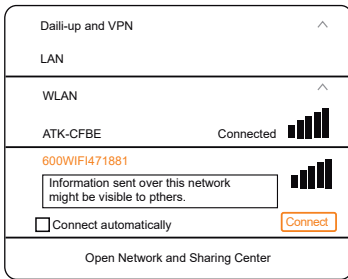 Daili-up and VPN
LAN
WLAN
ATK-CFBE Connected
600WIFI471881
Information sent over this network
might be visible to pthers.
Connect automatically Connect
Open Network and Sharing Center